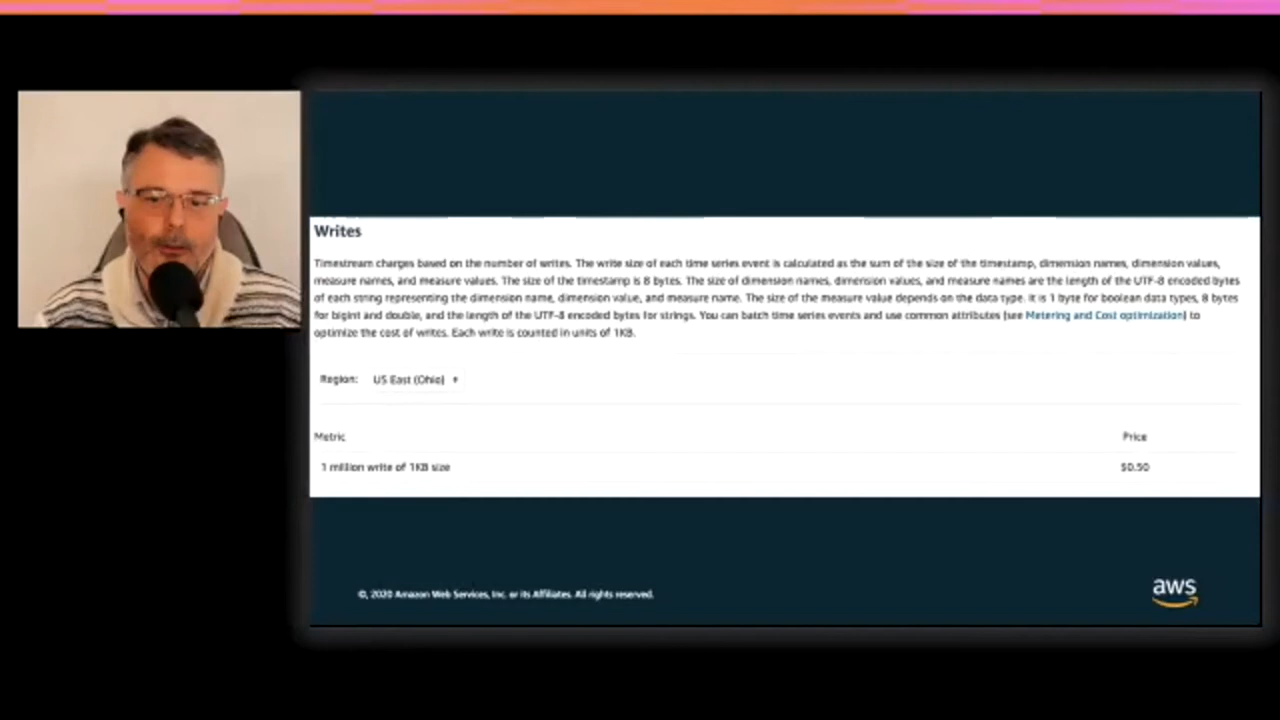 Writes
Timestream charges based on the number of writes. The write size of each time series event is calculated as the sum of the size of the timestamp, dimension names, dimension values,
measure names, and measure values. The size of the timestamp is 8 bytes. The size of dimension names, dimension values, and measure names are the length of the UTF-8 encoded bytes
of each string representing the dimension name, dimension value, and measure name. The size of the measure value depends on the data type. It is 1 byte for boolean data types, 8 bytes
for bigint and double, and the length of the UTF-8 encoded bytes for strings. You can batch time series events and use common attributes (see Metering and Cost optimization) to
optimize the cost of writes. Each write is counted in units of 1KB.
Region: US East (Ohio)
Metric Price
1 million write of 1KB size $0.50
©, 2020 Amazon Web Services, Inc. or its Affiliates. All rights reserved.
aws